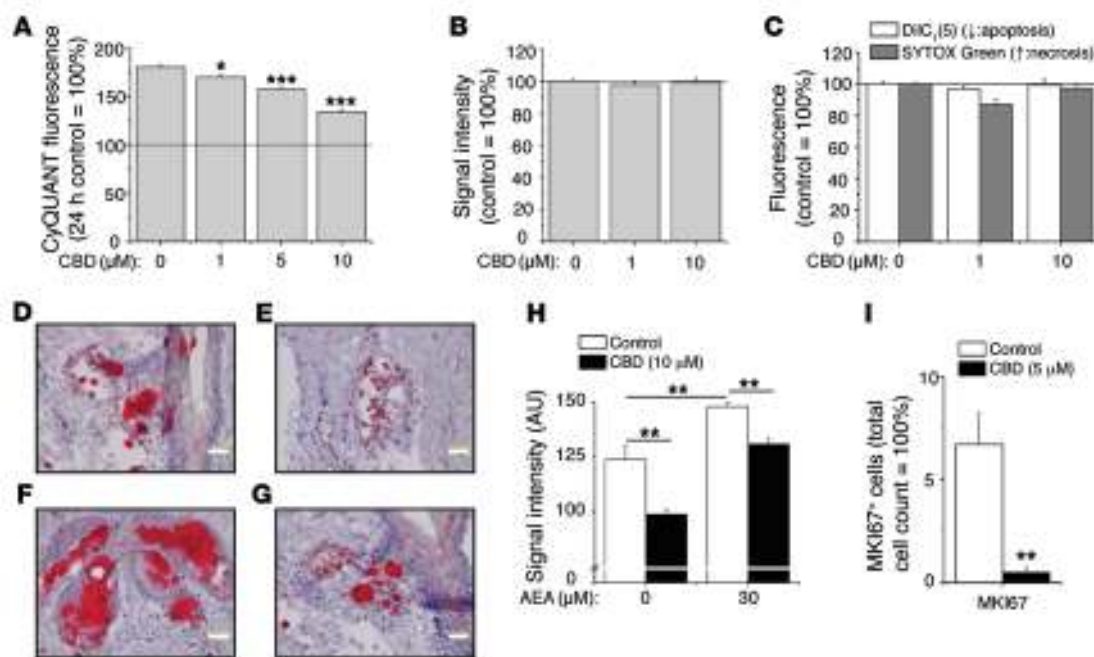 A
CyQUANT fluorescence
(24 h control = 100%)
200
150
100
50
0
* *** ***
CBD (µM): 0 1 5 10
B
Signal intensity
(control = 100%)
120
100
80
60
40
20
0
CBD (µM): 0 1 10
C
DilC₁(5) (↓:apoptosis)
SYTOX Green (↑:necrosis)
Fluorescence
(control = 100%)
120
100
80
60
40
20
0
CBD (µM): 0 1 10
D
E
F
G
H
Control
CBD (10 µM)
Signal intensity (AU)
150
125
100
0
** ** **
AEA (µM): 0 30
I
Control
CBD (5 µM)
MKI67⁺ cells (total
cell count = 100%)
10
5
0
**
MKI67